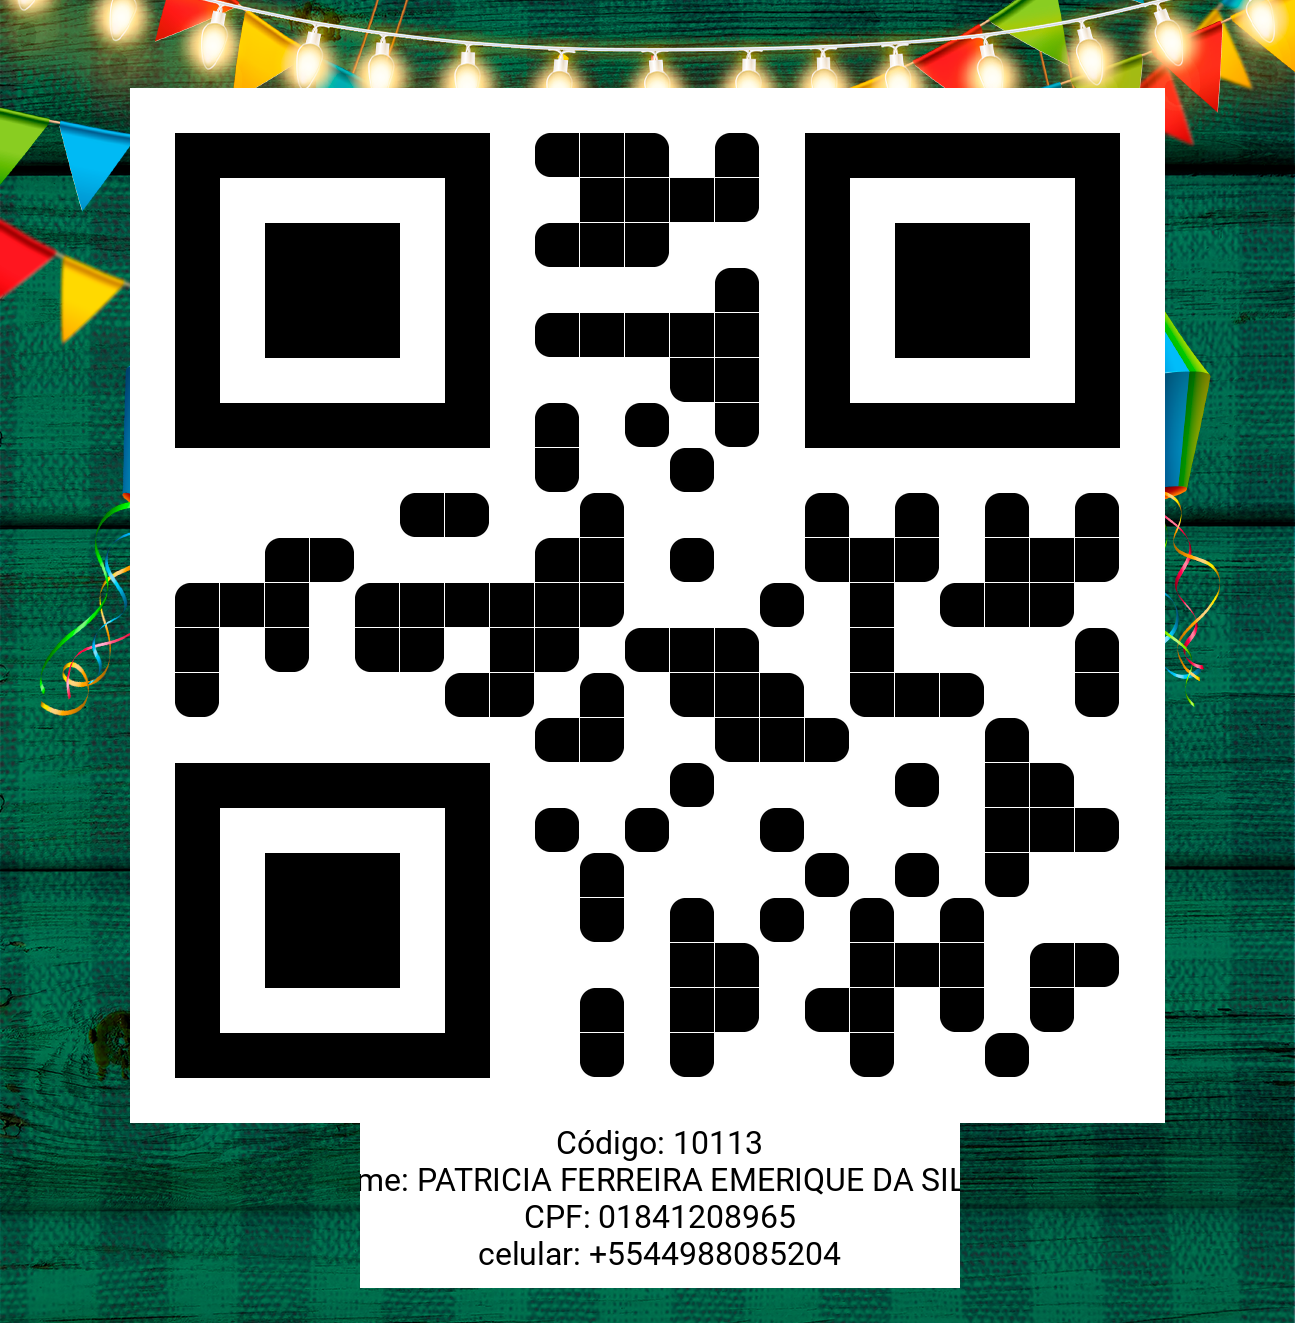 Código: 10113
me: PATRICIA FERREIRA EMERIQUE DA SIL
CPF: 01841208965
celular: +5544988085204